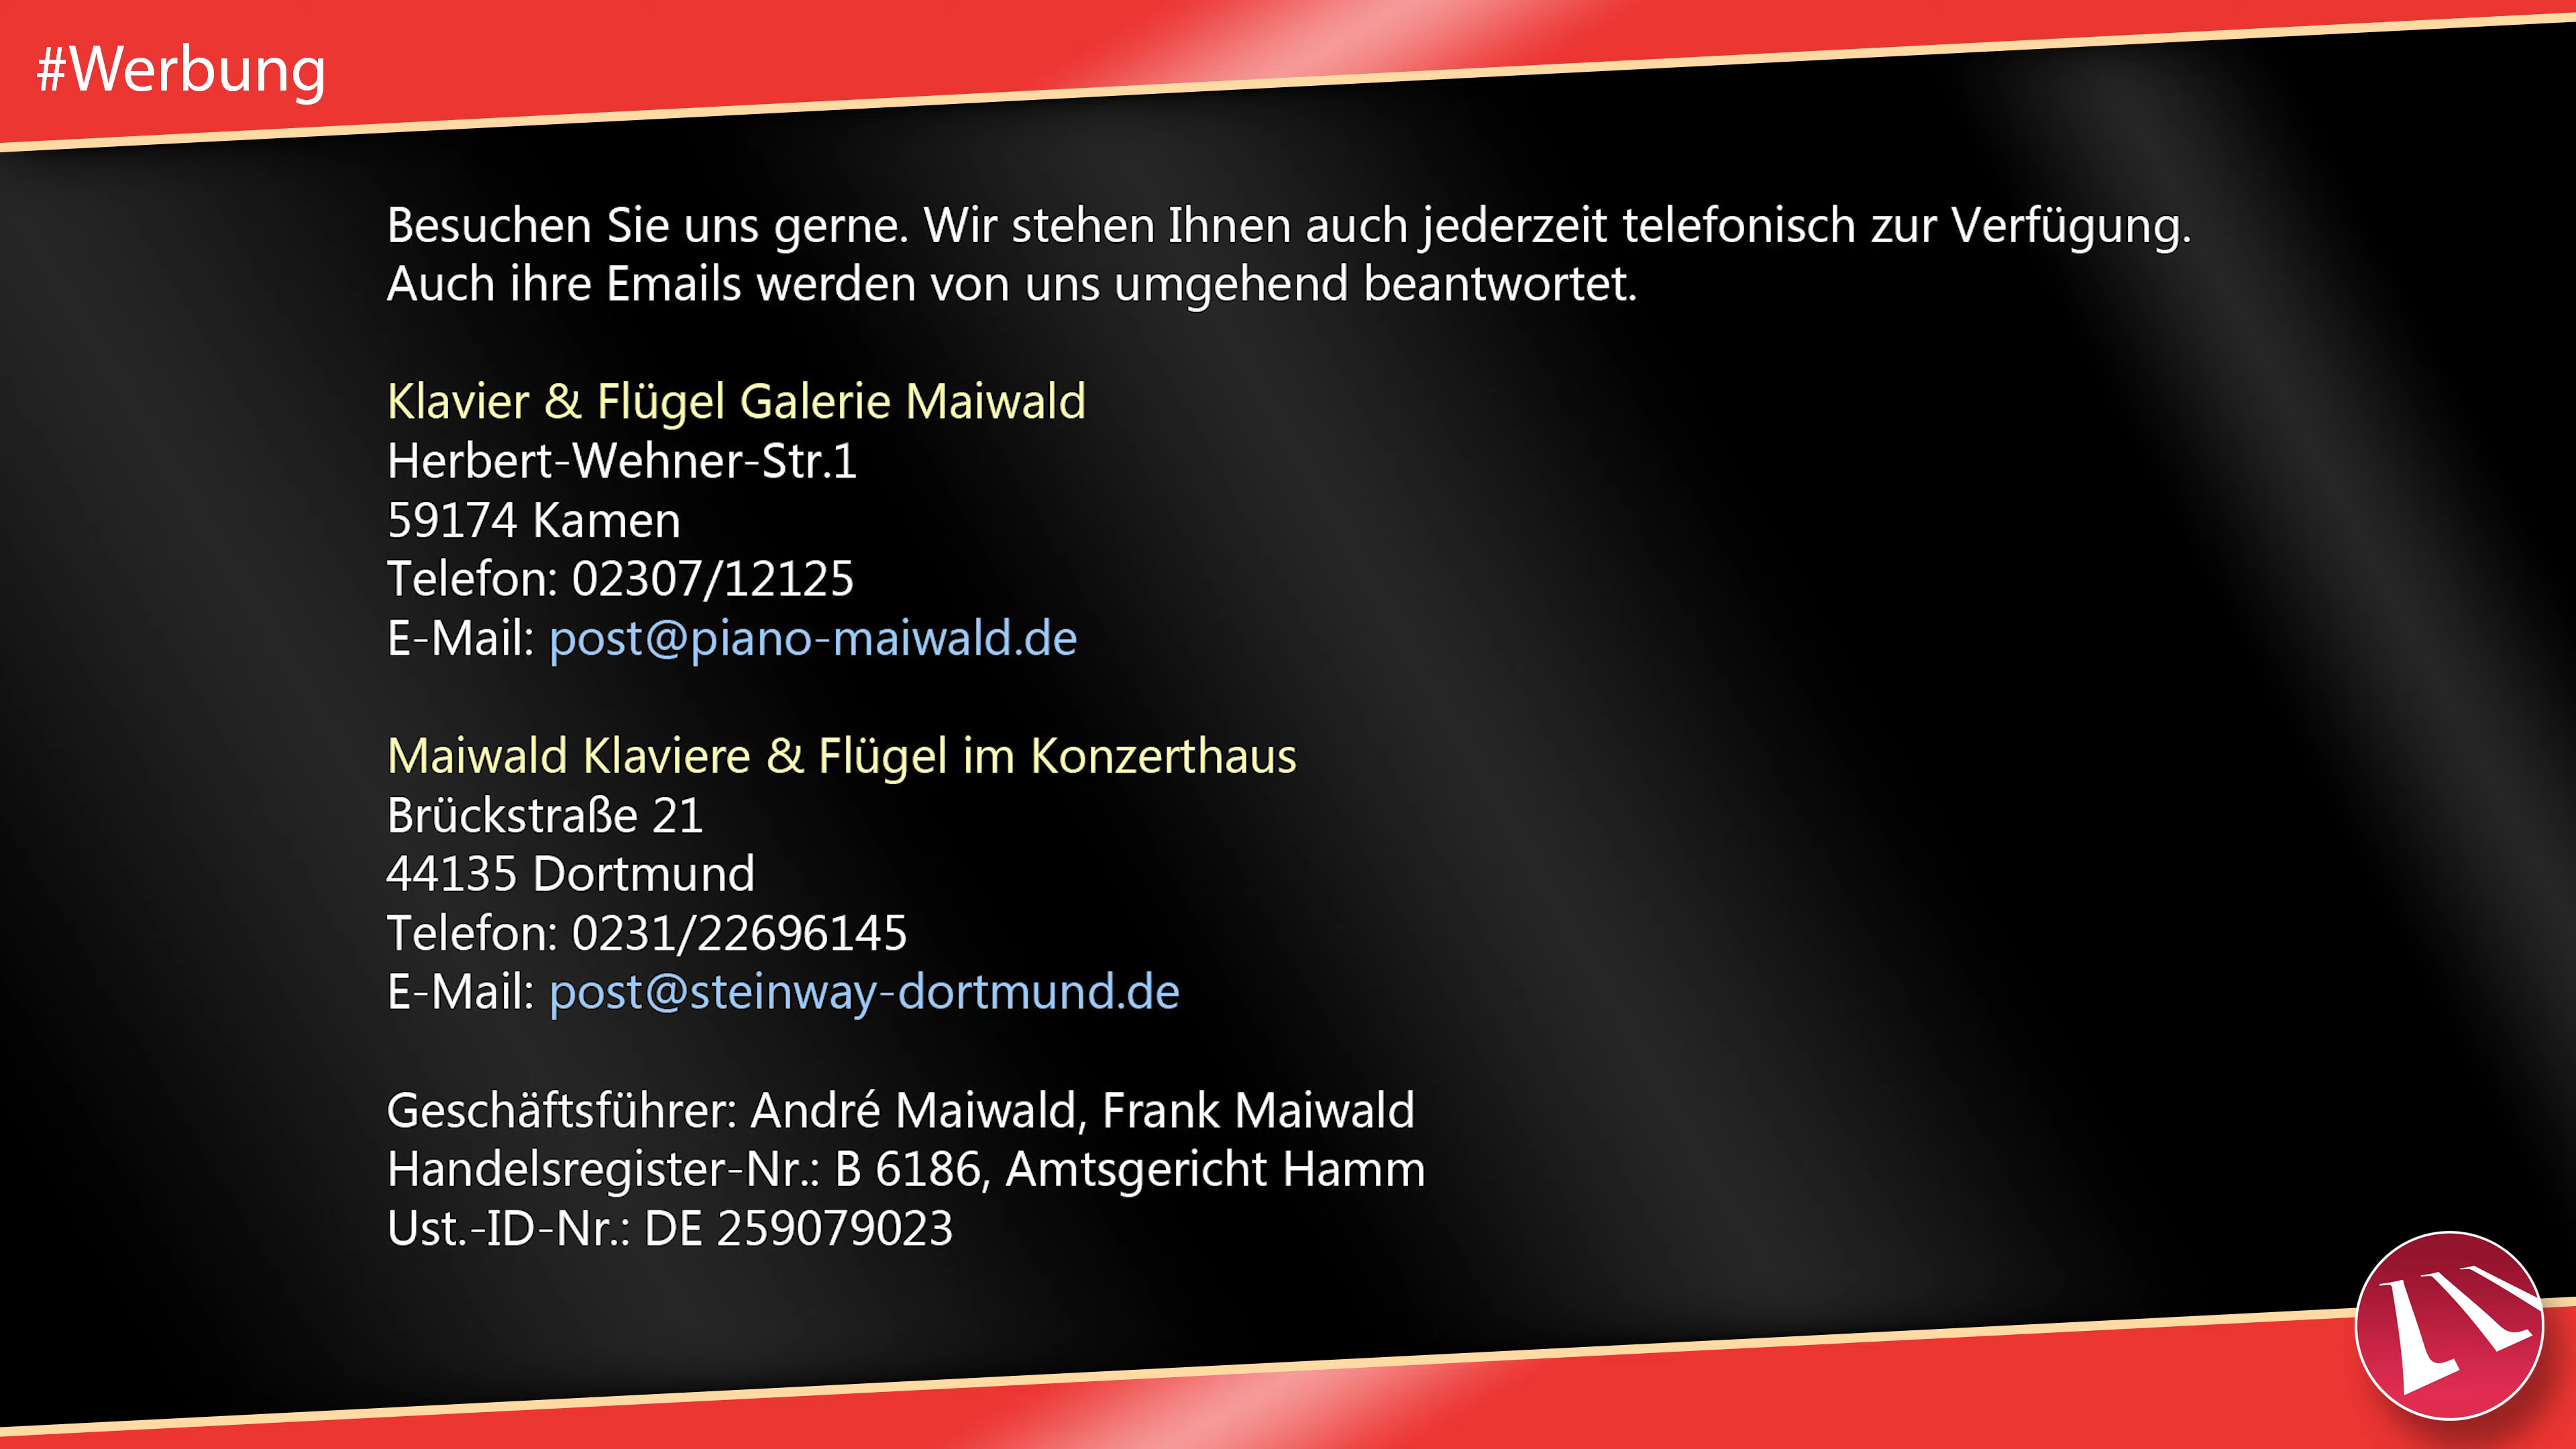 #Werbung
Besuchen Sie uns gerne. Wir stehen Ihnen auch jederzeit telefonisch zur Verfügung.
Auch ihre Emails werden von uns umgehend beantwortet.
Klavier & Flügel Galerie Maiwald
Herbert-Wehner-Str.1
59174 Kamen
Telefon: 02307/12125
E-Mail: post@piano-maiwald.de
Maiwald Klaviere & Flügel im Konzerthaus
Brückstraße 21
44135 Dortmund
Telefon: 0231/22696145
E-Mail: post@steinway-dortmund.de
Geschäftsführer: André Maiwald, Frank Maiwald
Handelsregister-Nr.: B 6186, Amtsgericht Hamm
Ust.-ID-Nr.: DE 259079023